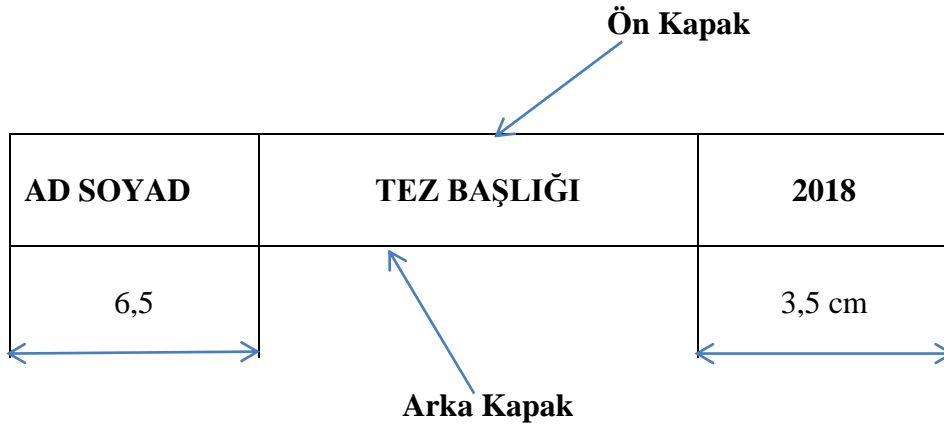 Ön Kapak
AD SOYAD TEZ BAŞLIĞI 2018
6,5 3,5 cm
Arka Kapak